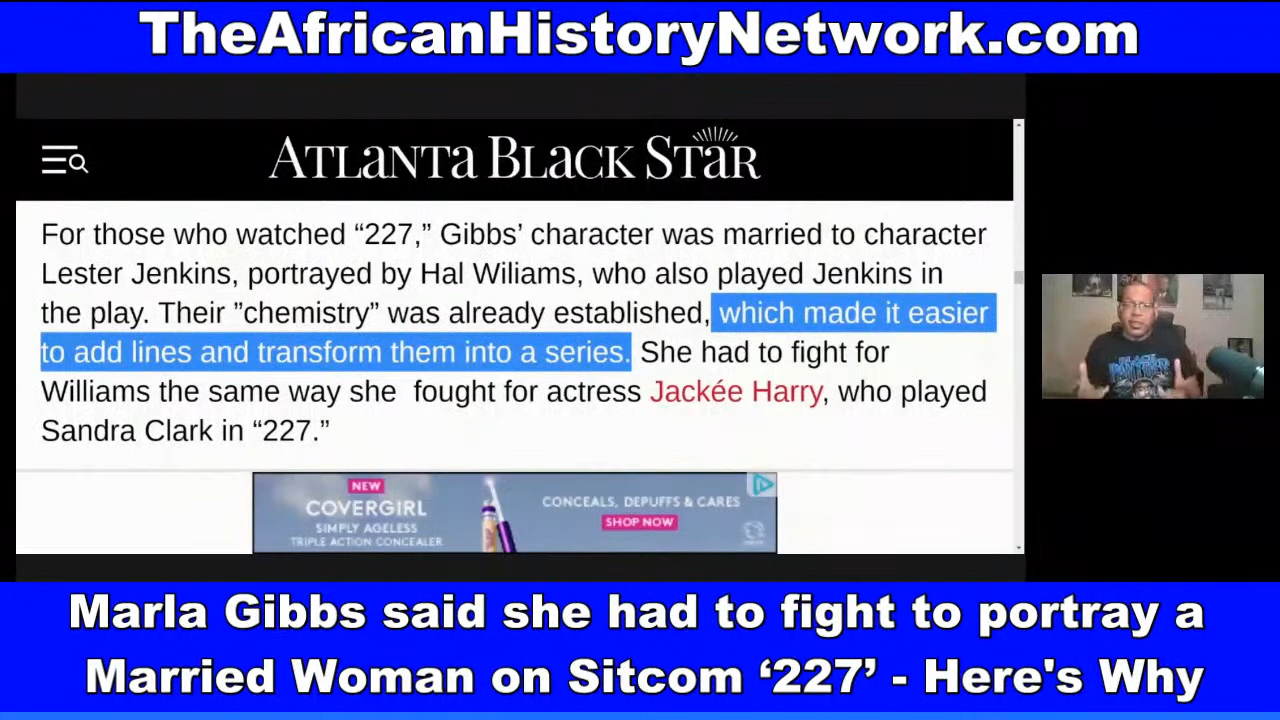 TheAfricanHistoryNetwork.com
ATLANTA BLACK STAR
For those who watched “227,” Gibbs’ character was married to character
Lester Jenkins, portrayed by Hal Wiliams, who also played Jenkins in
the play. Their ”chemistry” was already established, which made it easier
to add lines and transform them into a series. She had to fight for
Williams the same way she  fought for actress Jackée Harry, who played
Sandra Clark in “227.”
NEW
COVERGIRL
SIMPLY AGELESS
TRIPLE ACTION CONCEALER
CONCEALS, DEPUFFS & CARES
SHOP NOW
Marla Gibbs said she had to fight to portray a
Married Woman on Sitcom ‘227’ - Here's Why